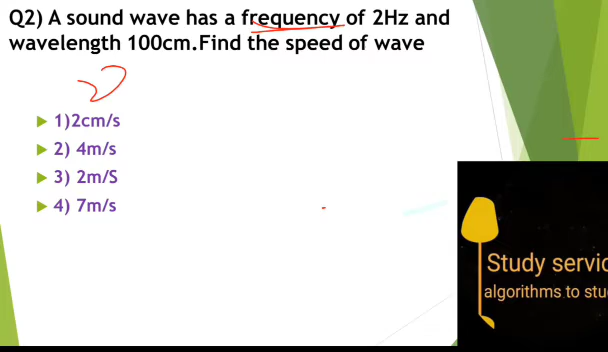 Q2) A sound wave has a frequency of 2Hz and
wavelength 100cm.Find the speed of wave
1)2cm/s
2) 4m/s
3) 2m/S
4) 7m/s
Study servic
algorithms to stu